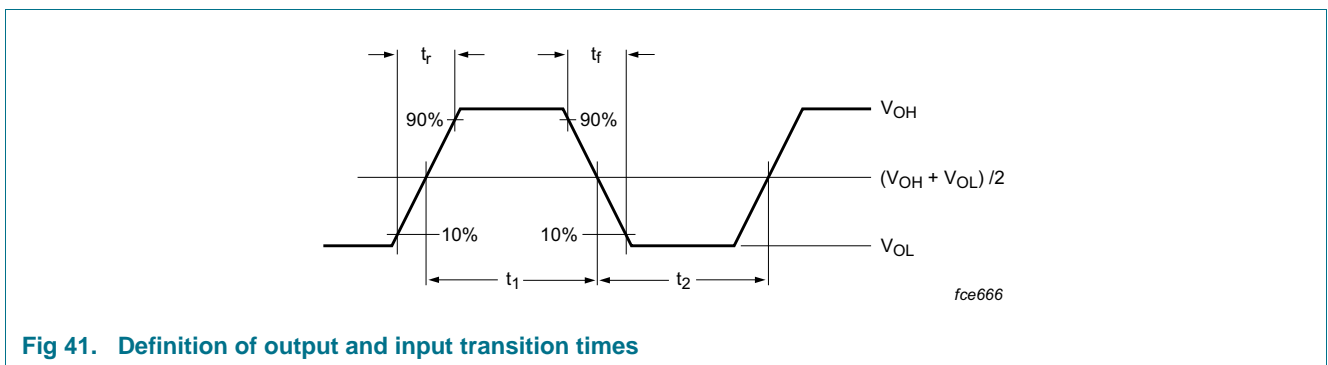 tr tf
90% 90%
VOH
(VOH + VOL) /2
10% 10%
VOL
t1 t2
fce666
Fig 41. Definition of output and input transition times